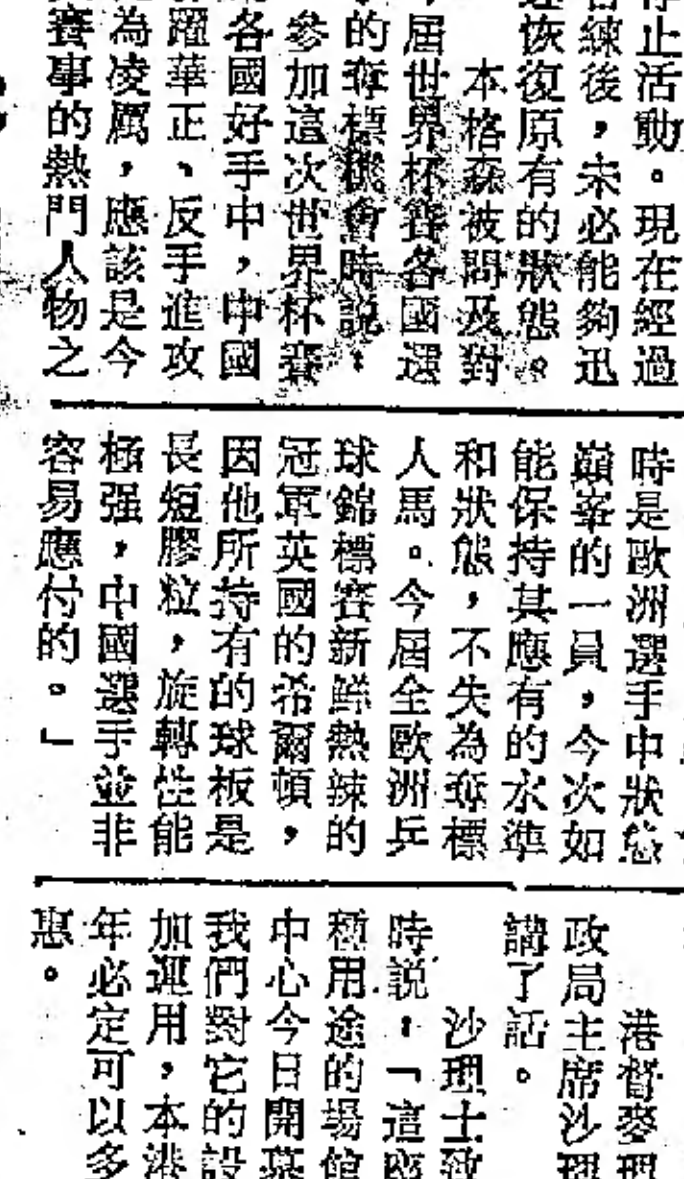 停止活動。現在經過
練後，未必能夠迅
恢復原有的狀態。
本格森被問及對
屆世界杯賽各國選
的奪標機會時説：
參加這次世界杯賽
各國好手中，中國
躍華正、反手進攻
為凌厲，應該是今
賽事的熱門人物之
時是歐洲選手中狀態
巔峯的一員，今次如
能保持其應有的水準
和狀態，不失為奪標
人馬。今屆全歐洲乒
球錦標賽新鮮熱辣的
冠軍英國的希爾頓，
因他所持有的球板是
長短膠粒，旋轉性能
極强，中國選手並非
容易應付的。」
港督麥理
政局主席沙理
講了話。
沙理士致
時説，「這座
種用途的場館
中心今日開幕
我們對它的設
加運用，本港
年必定可以多
惠。